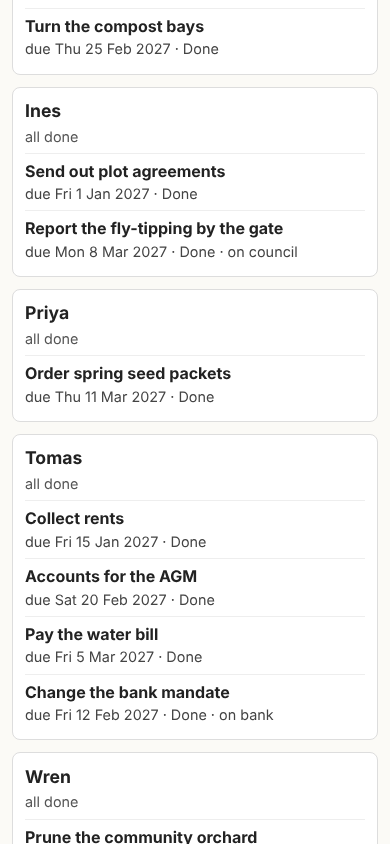 Turn the compost bays
due Thu 25 Feb 2027 · Done
Ines
all done
Send out plot agreements
due Fri 1 Jan 2027 · Done
Report the fly-tipping by the gate
due Mon 8 Mar 2027 · Done · on council
Priya
all done
Order spring seed packets
due Thu 11 Mar 2027 · Done
Tomas
all done
Collect rents
due Fri 15 Jan 2027 · Done
Accounts for the AGM
due Sat 20 Feb 2027 · Done
Pay the water bill
due Fri 5 Mar 2027 · Done
Change the bank mandate
due Fri 12 Feb 2027 · Done · on bank
Wren
all done
Prune the community orchard